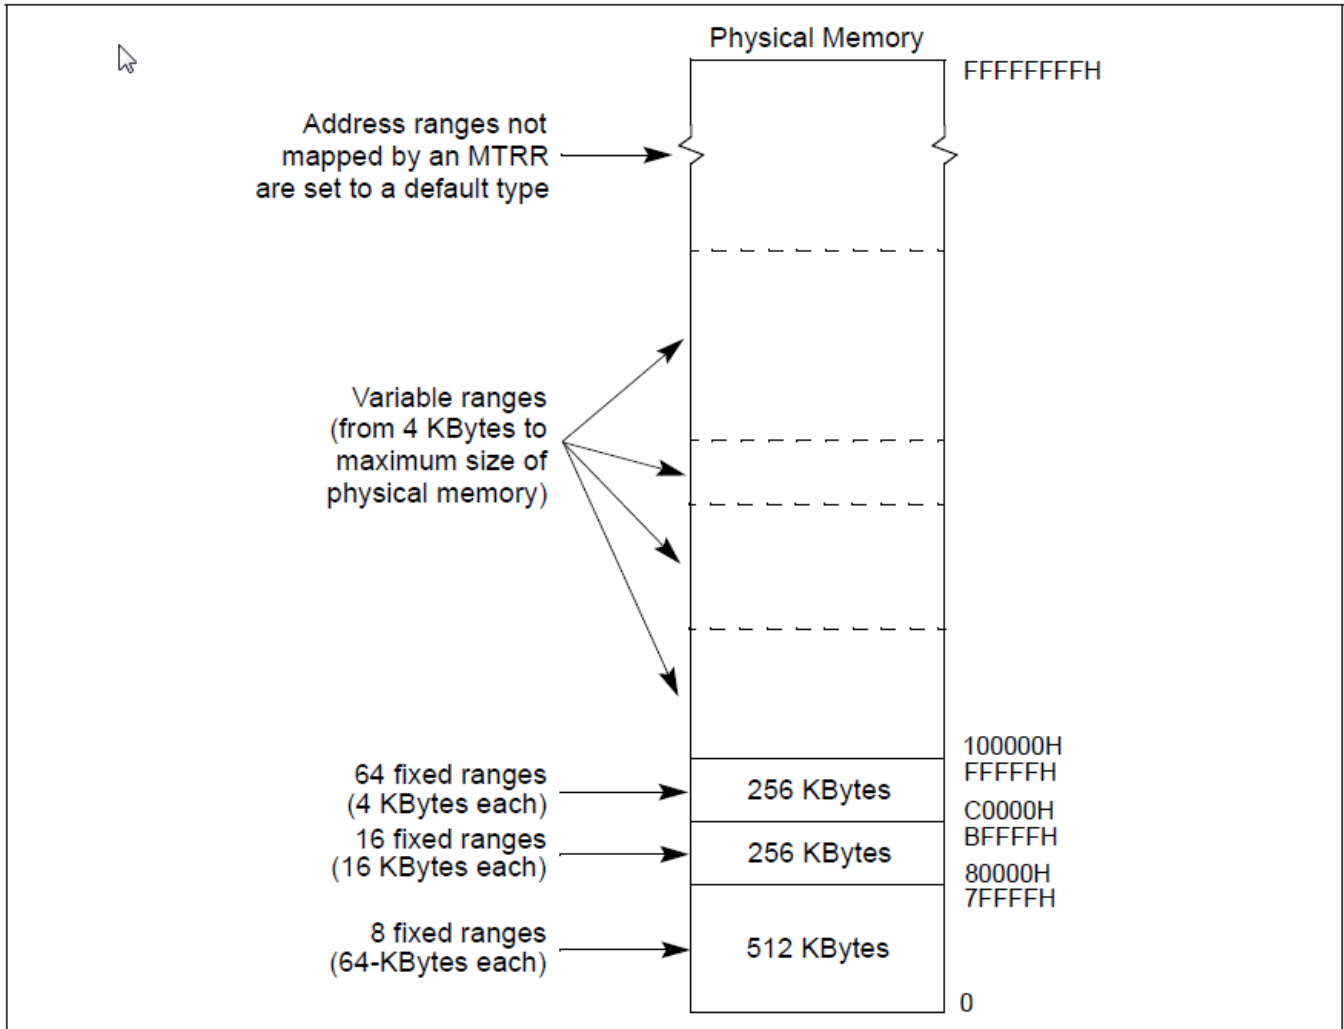 Physical Memory
FFFFFFFFH
Address ranges not
mapped by an MTRR
are set to a default type
Variable ranges
(from 4 KBytes to
maximum size of
physical memory)
100000H
64 fixed ranges
(4 KBytes each)
256 KBytes
FFFFFH
C0000H
16 fixed ranges
(16 KBytes each)
256 KBytes
BFFFFH
80000H
7FFFFH
8 fixed ranges
(64-KBytes each)
512 KBytes
0